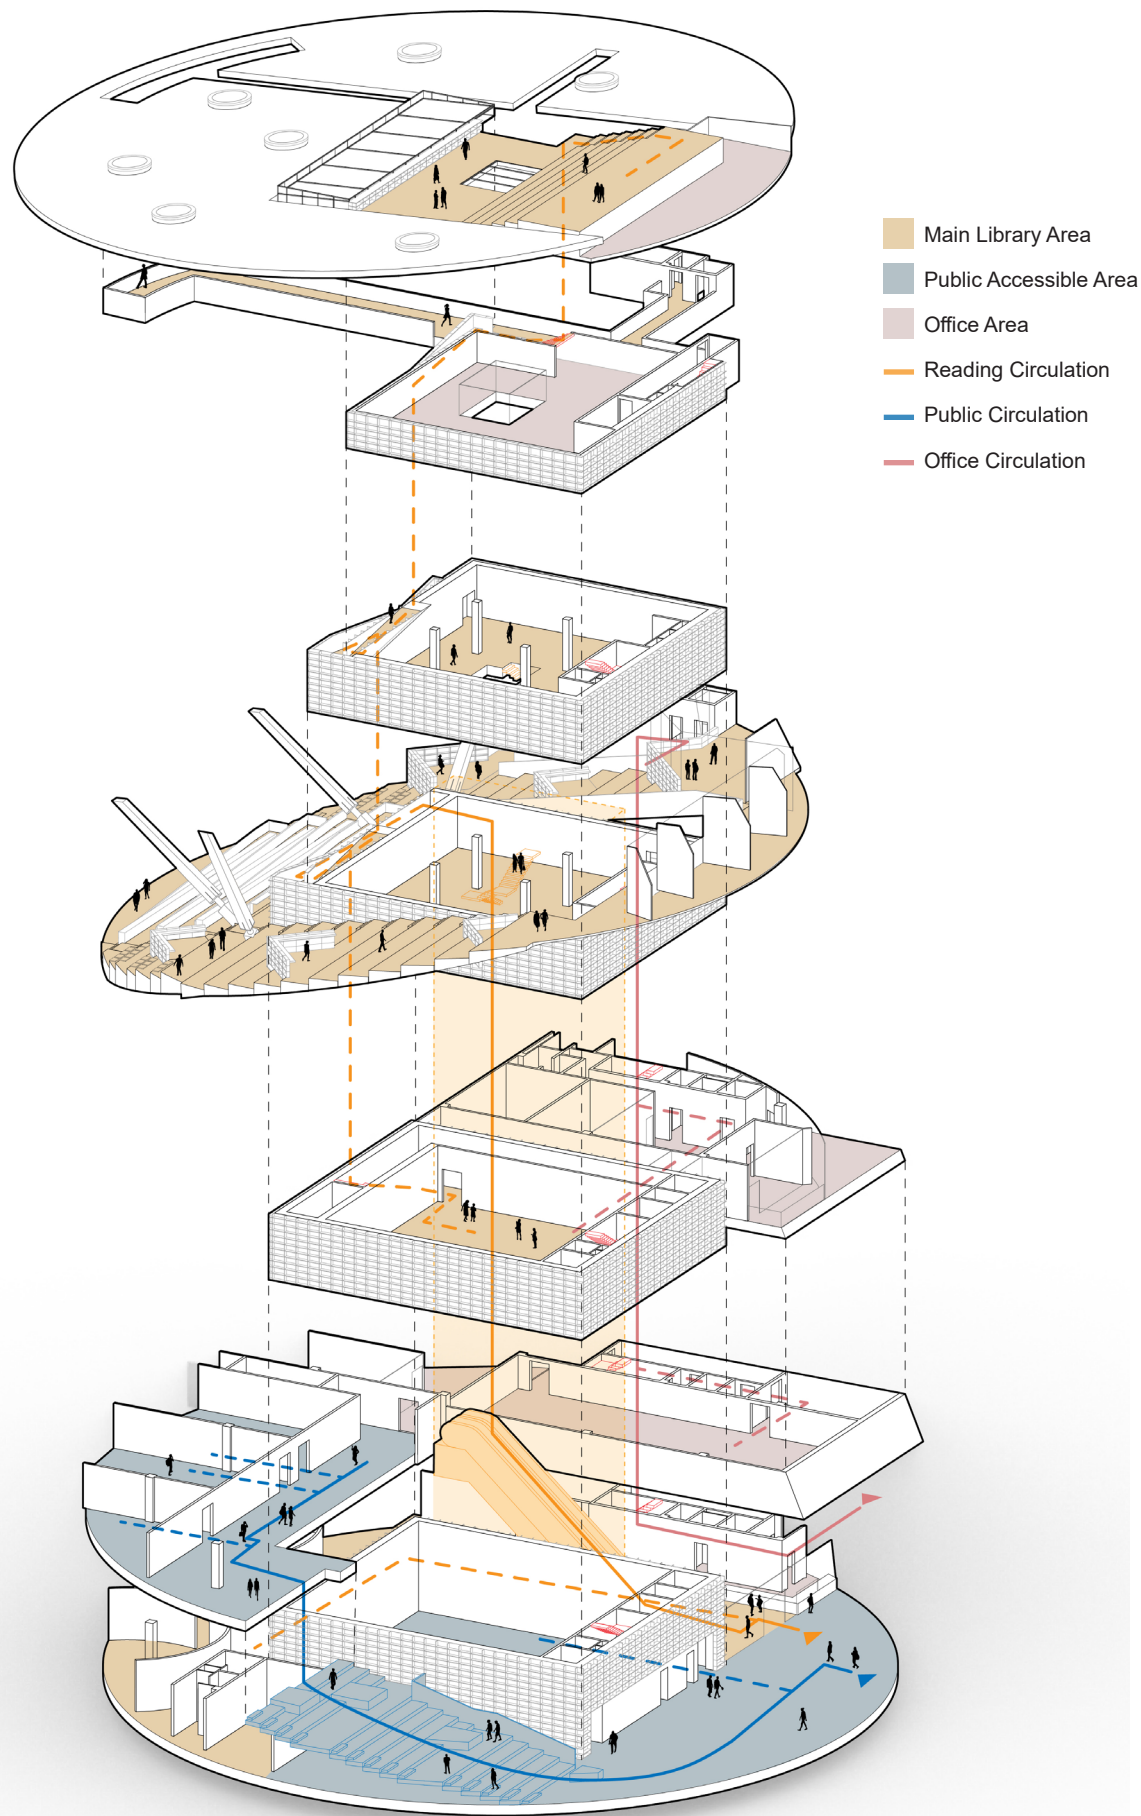 Main Library Area
Public Accessible Area
Office Area
Reading Circulation
Public Circulation
Office Circulation